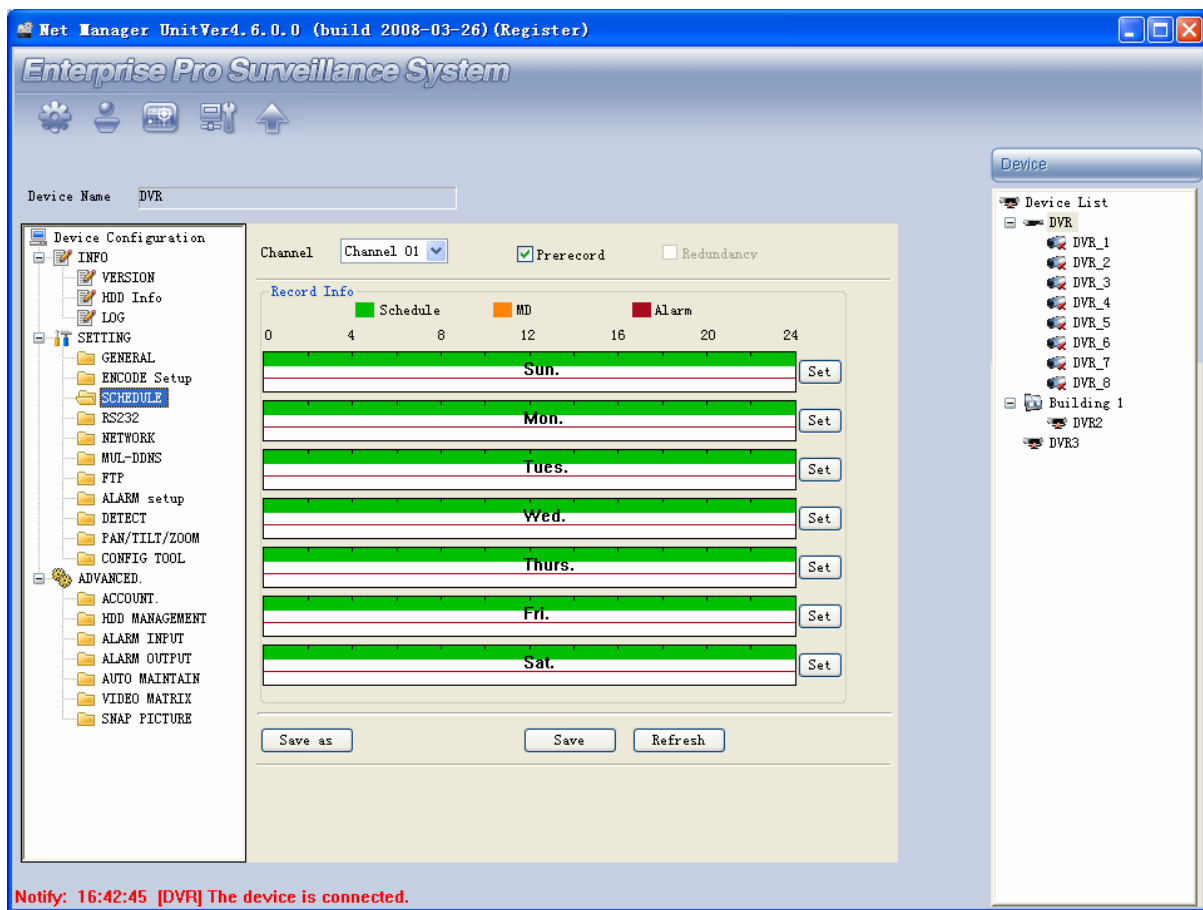 Net Manager UnitVer4.6.0.0 (build 2008-03-26)(Register)
Enterprise Pro Surveillance System
Device Name DVR
Device Configuration
INFO
VERSION
HDD Info
LOG
SETTING
GENERAL
ENCODE Setup
SCHEDULE
RS232
NETWORK
MUL-DDNS
FTP
ALARM setup
DETECT
PAN/TILT/ZOOM
CONFIG TOOL
ADVANCED.
ACCOUNT.
HDD MANAGEMENT
ALARM INPUT
ALARM OUTPUT
AUTO MAINTAIN
VIDEO MATRIX
SNAP PICTURE
Channel Channel 01 Prerecord Redundancy
Record Info
Schedule MD Alarm
0 4 8 12 16 20 24
Sun. Set
Mon. Set
Tues. Set
Wed. Set
Thurs. Set
Fri. Set
Sat. Set
Save as Save Refresh
Device
Device List
DVR
DVR_1
DVR_2
DVR_3
DVR_4
DVR_5
DVR_6
DVR_7
DVR_8
Building 1
DVR2
DVR3
Notify: 16:42:45 [DVR] The device is connected.